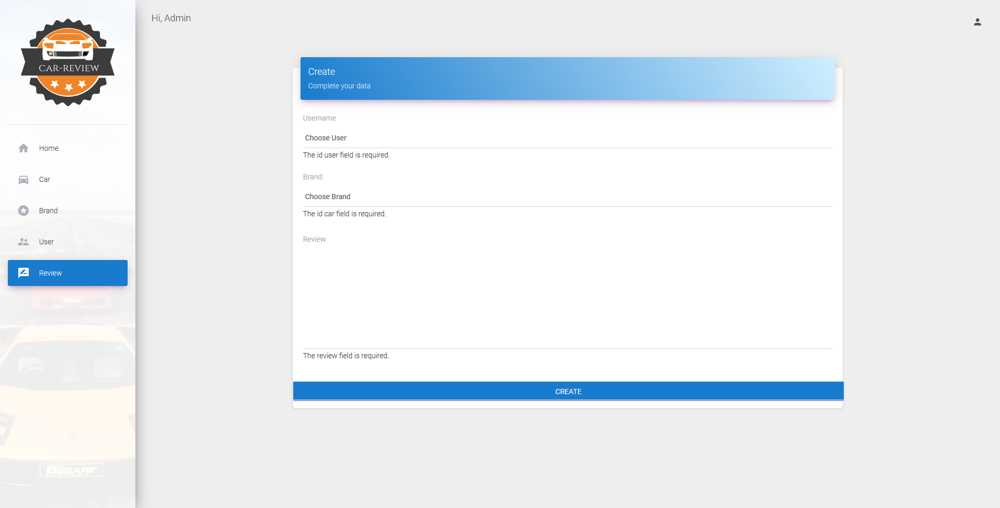 CAR-REVIEW
Home
Car
Brand
User
Review
6GEAR
EXPERIENCE
Hi, Admin
Create
Complete your data
Username
Choose User
The id user field is required.
Brand:
Choose Brand
The id car field is required.
Review
The review field is required.
CREATE